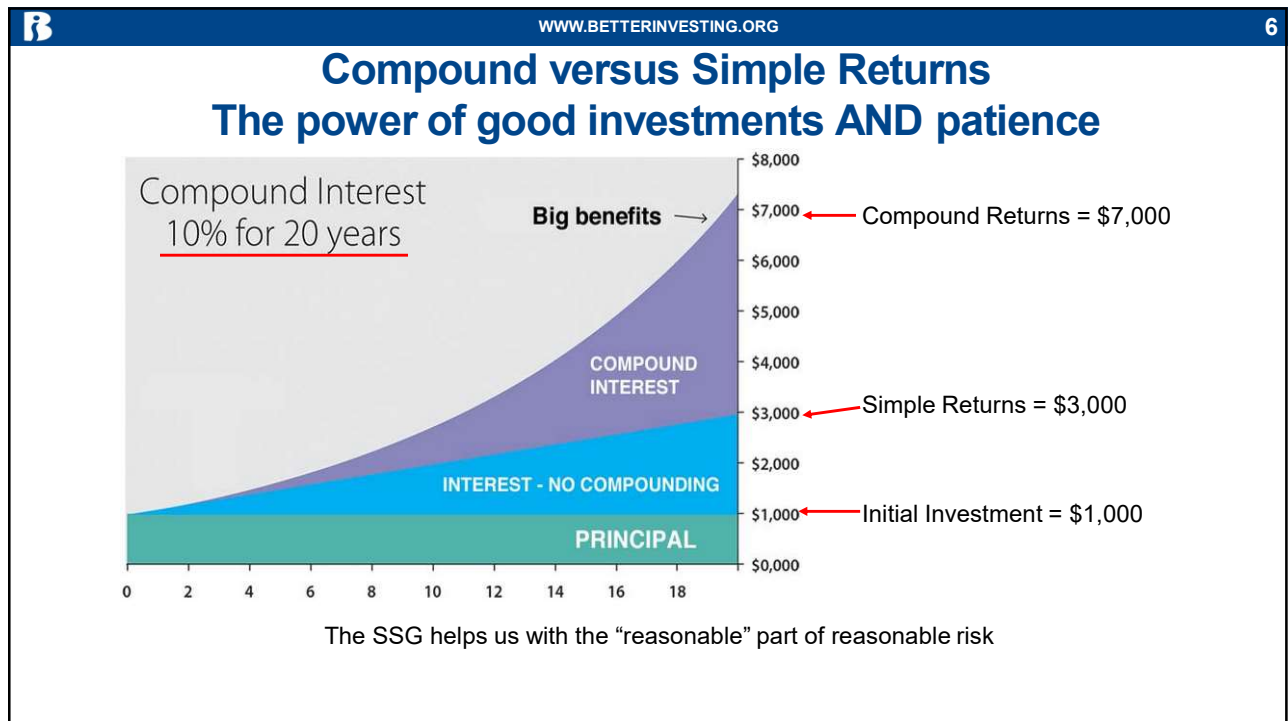 WWW.BETTERINVESTING.ORG
6
Compound versus Simple Returns
The power of good investments AND patience
Compound Interest
10% for 20 years
Big benefits
COMPOUND
INTEREST
INTEREST - NO COMPOUNDING
PRINCIPAL
$8,000
$7,000
$6,000
$5,000
$4,000
$3,000
$2,000
$1,000
$0,000
Compound Returns = $7,000
Simple Returns = $3,000
Initial Investment = $1,000
0 2 4 6 8 10 12 14 16 18
The SSG helps us with the “reasonable” part of reasonable risk